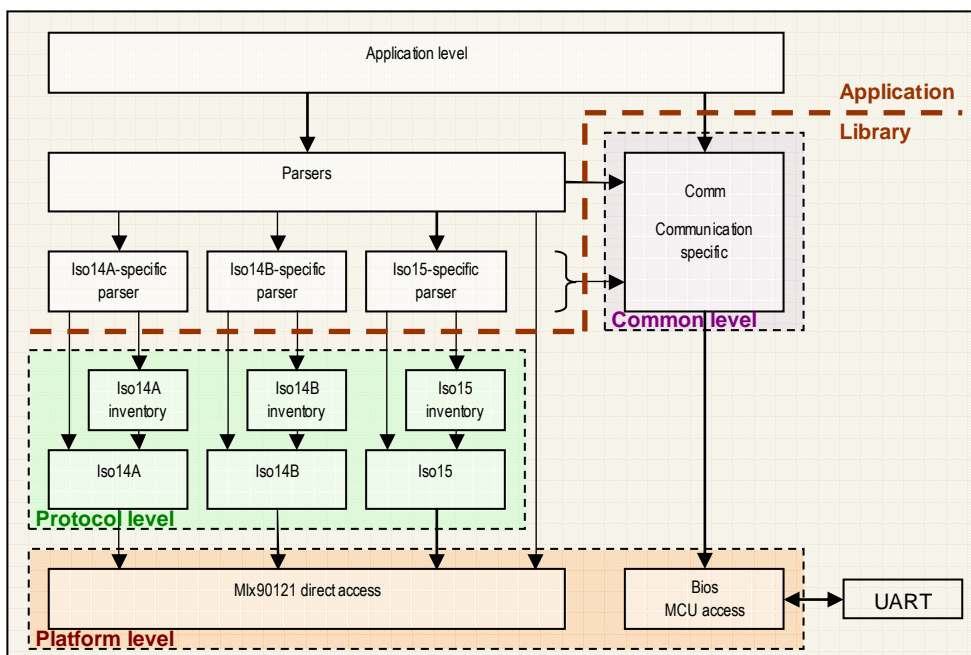 Application level
Application
Library
Parsers
Comm
Communication
specific
Iso14A-specific
parser
Iso14B-specific
parser
Iso15-specific
parser
Common level
Iso14A
inventory
Iso14B
inventory
Iso15
inventory
Iso14A
Iso14B
Iso15
Protocol level
Mlx90121 direct access
Bios
MCU access
UART
Platform level